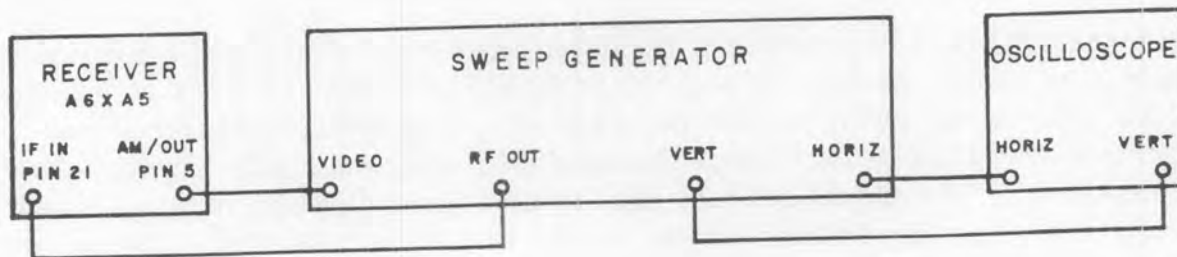 RECEIVER
A6XA5
IF IN AM/OUT
PIN 21 PIN 5
SWEEP GENERATOR
VIDEO RF OUT VERT HORIZ
OSCILLOSCOPE
HORIZ VERT